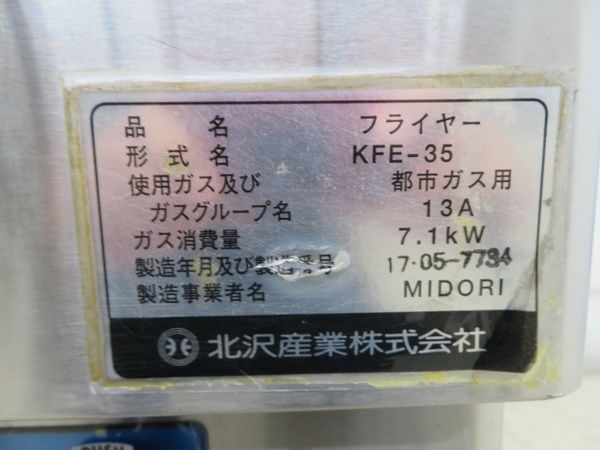 品 名 フライヤー
形 式 名 KFE-35
使用ガス及び 都市ガス用
ガスグループ名 13A
ガス消費量 7.1kW
製造年月及び製造番号 17·05-7734
製造事業者名 MIDORI
北沢産業株式会社
PUSH